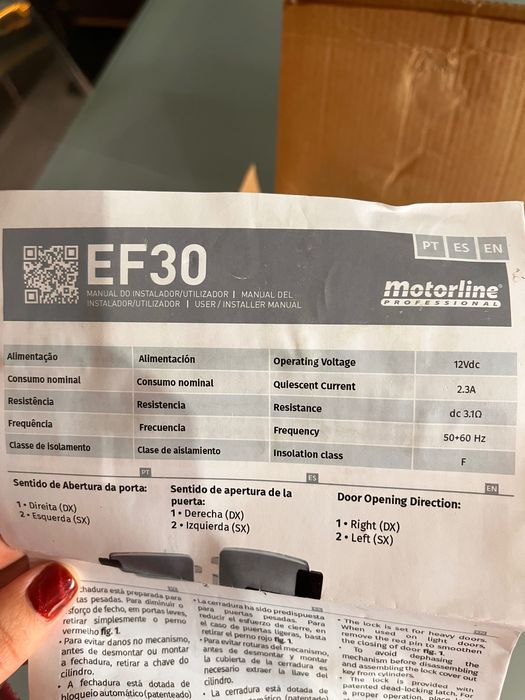 EF30
MANUAL DO INSTALADOR/UTILIZADOR | MANUAL DEL
INSTALADOR/UTILIZADOR | USER / INSTALLER MANUAL
PT ES EN
motorline
PROFESSIONAL
Alimentação Alimentación Operating Voltage 12Vdc
Consumo nominal Consumo nominal Quiescent Current 2.3A
Resistência Resistencia Resistance dc 3.1Ω
Frequência Frecuencia Frequency 50+60 Hz
Classe de isolamento Clase de aislamiento Insolation class F
PT
Sentido de Abertura da porta:
1 • Direita (DX)
2 • Esquerda (SX)
ES
Sentido de apertura de la
puerta:
1 • Derecha (DX)
2 • Izquierda (SX)
EN
Door Opening Direction:
1 • Right (DX)
2 • Left (SX)
chadura está preparada para
tas pesadas. Para diminuir o
sforço de fecho, em portas leves,
retirar simplesmente o perno
vermelho fig. 1.
• Para evitar danos no mecanismo,
antes de desmontar ou montar
a fechadura, retirar a chave do
cilindro.
• A fechadura está dotada de
bloqueio automático (patenteado)
• La cerradura ha sido predispuesta
para puertas pesadas. Para
reducir el esfuerzo de cierre, en
el caso de puertas ligeras, basta
retirar el perno rojo fig. 1.
• Para evitar roturas del mecanismo,
antes de desmontar y montar
la cubierta de la cerradura es
necesario extraer la llave del
cilindro.
• La cerradura está dotada de
• The lock is set for heavy doors.
When used on light doors,
remove the red pin to smoothen
the closing of door fig. 1.
• To avoid dephasing the
mechanism before disassembling
and assembling the lock cover out
key from cylinders.
• The lock is provided with
patented dead-locking latch. For
proper operation, place